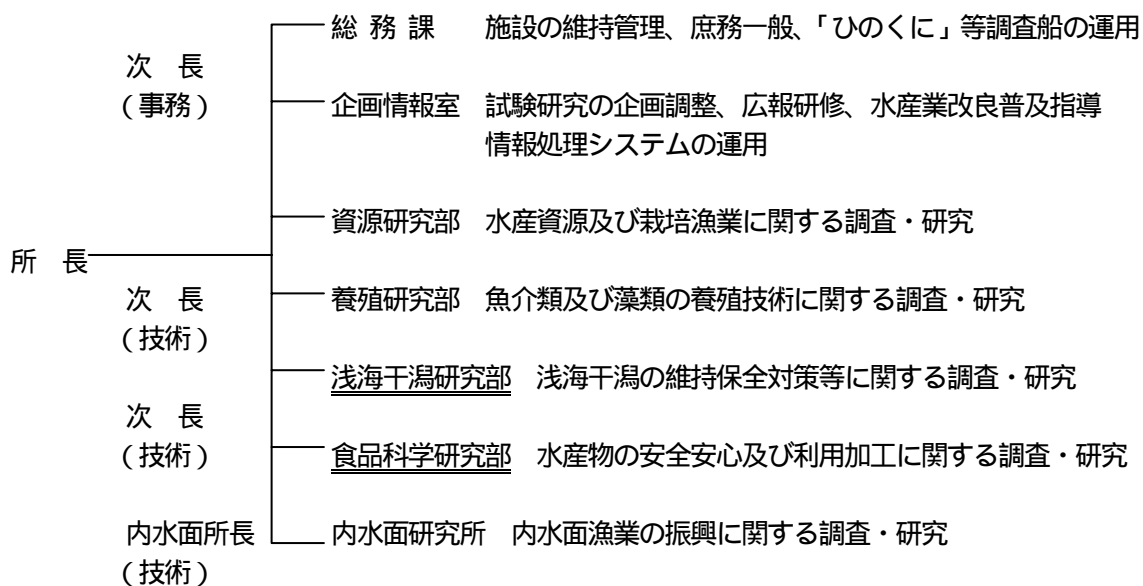 総 務 課 施設の維持管理、庶務一般、「ひのくに」等調査船の運用
次 長
(事務)
企画情報室 試験研究の企画調整、広報研修、水産業改良普及指導
情報処理システムの運用
資源研究部 水産資源及び栽培漁業に関する調査・研究
所 長
次 長
(技術)
養殖研究部 魚介類及び藻類の養殖技術に関する調査・研究
浅海干潟研究部 浅海干潟の維持保全対策等に関する調査・研究
次 長
(技術)
食品科学研究部 水産物の安全安心及び利用加工に関する調査・研究
内水面所長
(技術)
内水面研究所 内水面漁業の振興に関する調査・研究